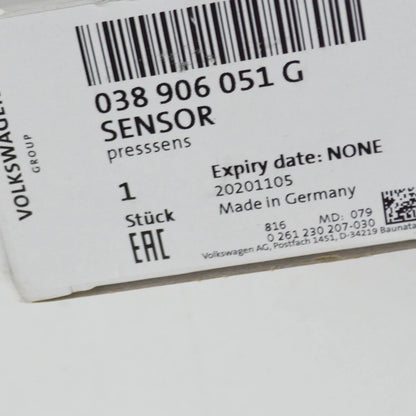 VOLKSWAGEN
GROUP
038 906 051 G
SENSOR
presssens
1
Stück
EAC
Expiry date: NONE
20201105
Made in Germany
816 MD: 079
0 261 230 207-030
Volkswagen AG, Postfach 1451, D-34219 Baunata